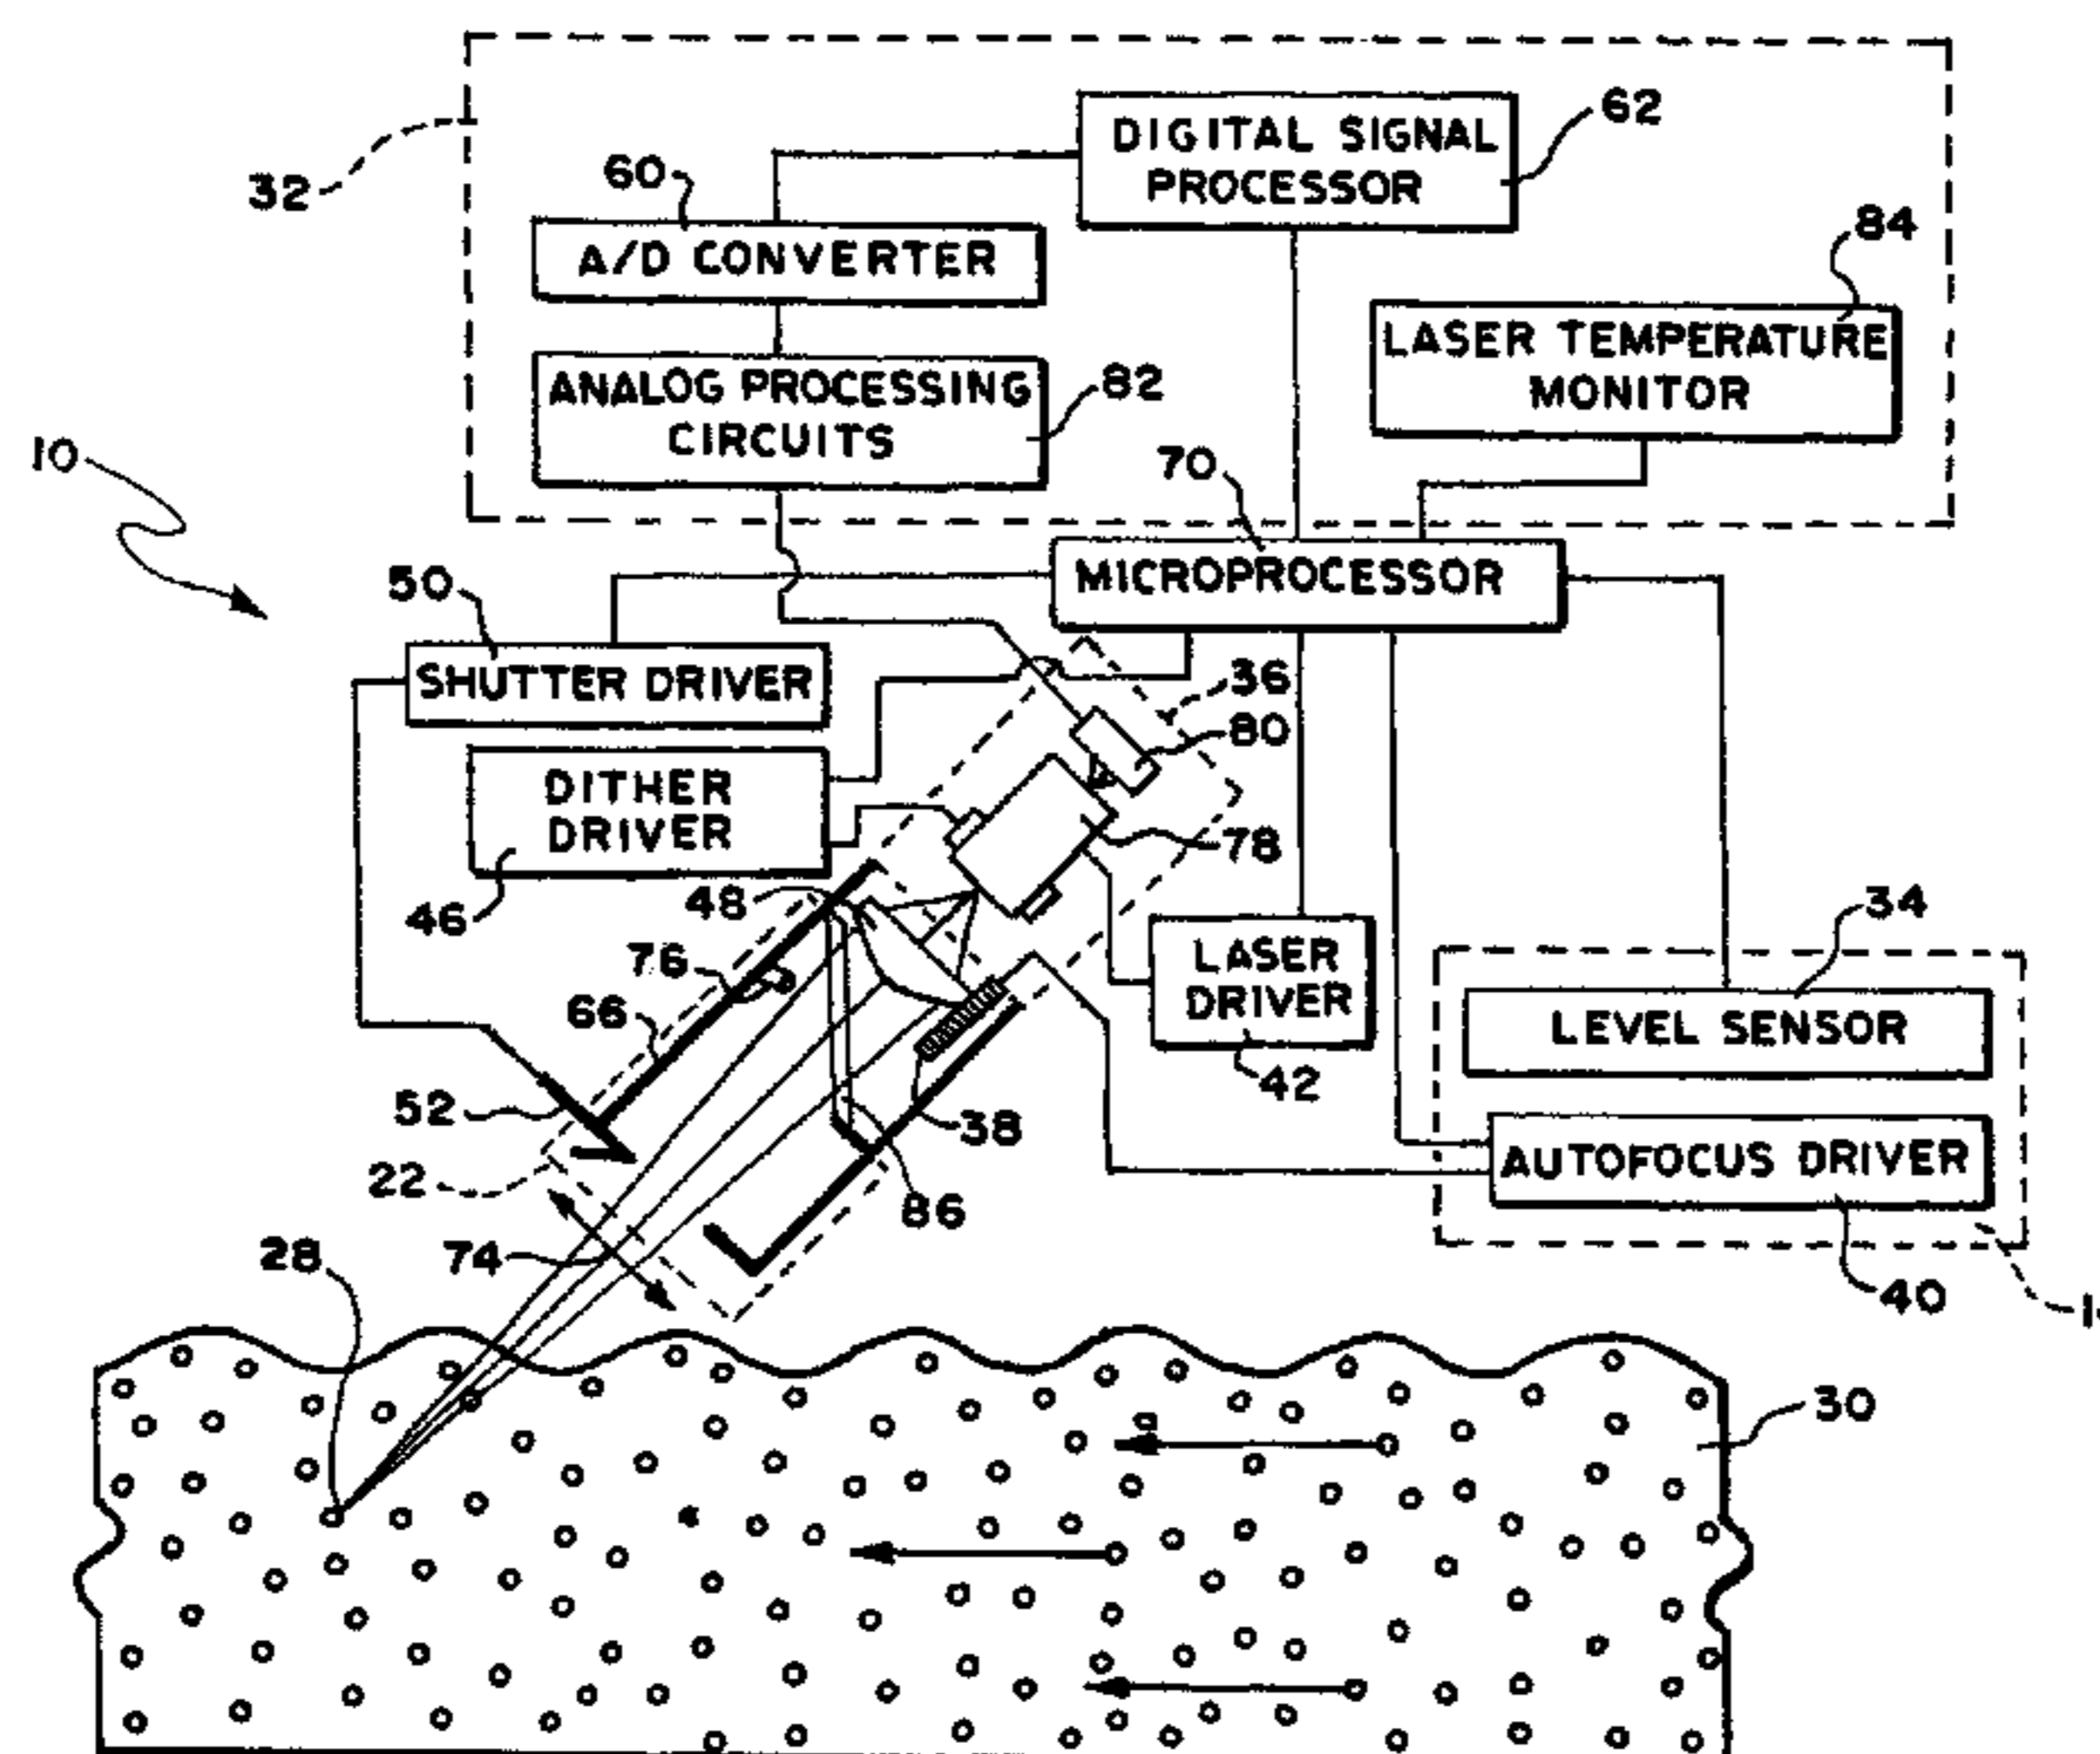 62
DIGITAL SIGNAL
PROCESSOR
32
60
A/D CONVERTER
84
LASER TEMPERATURE
MONITOR
ANALOG PROCESSING
CIRCUITS
82
10
70
MICROPROCESSOR
50
SHUTTER DRIVER
36
80
DITHER
DRIVER
78
48
46
34
76
LASER
DRIVER
66
LEVEL SENSOR
42
52
38
AUTOFOCUS DRIVER
22
86
28
74
40
30